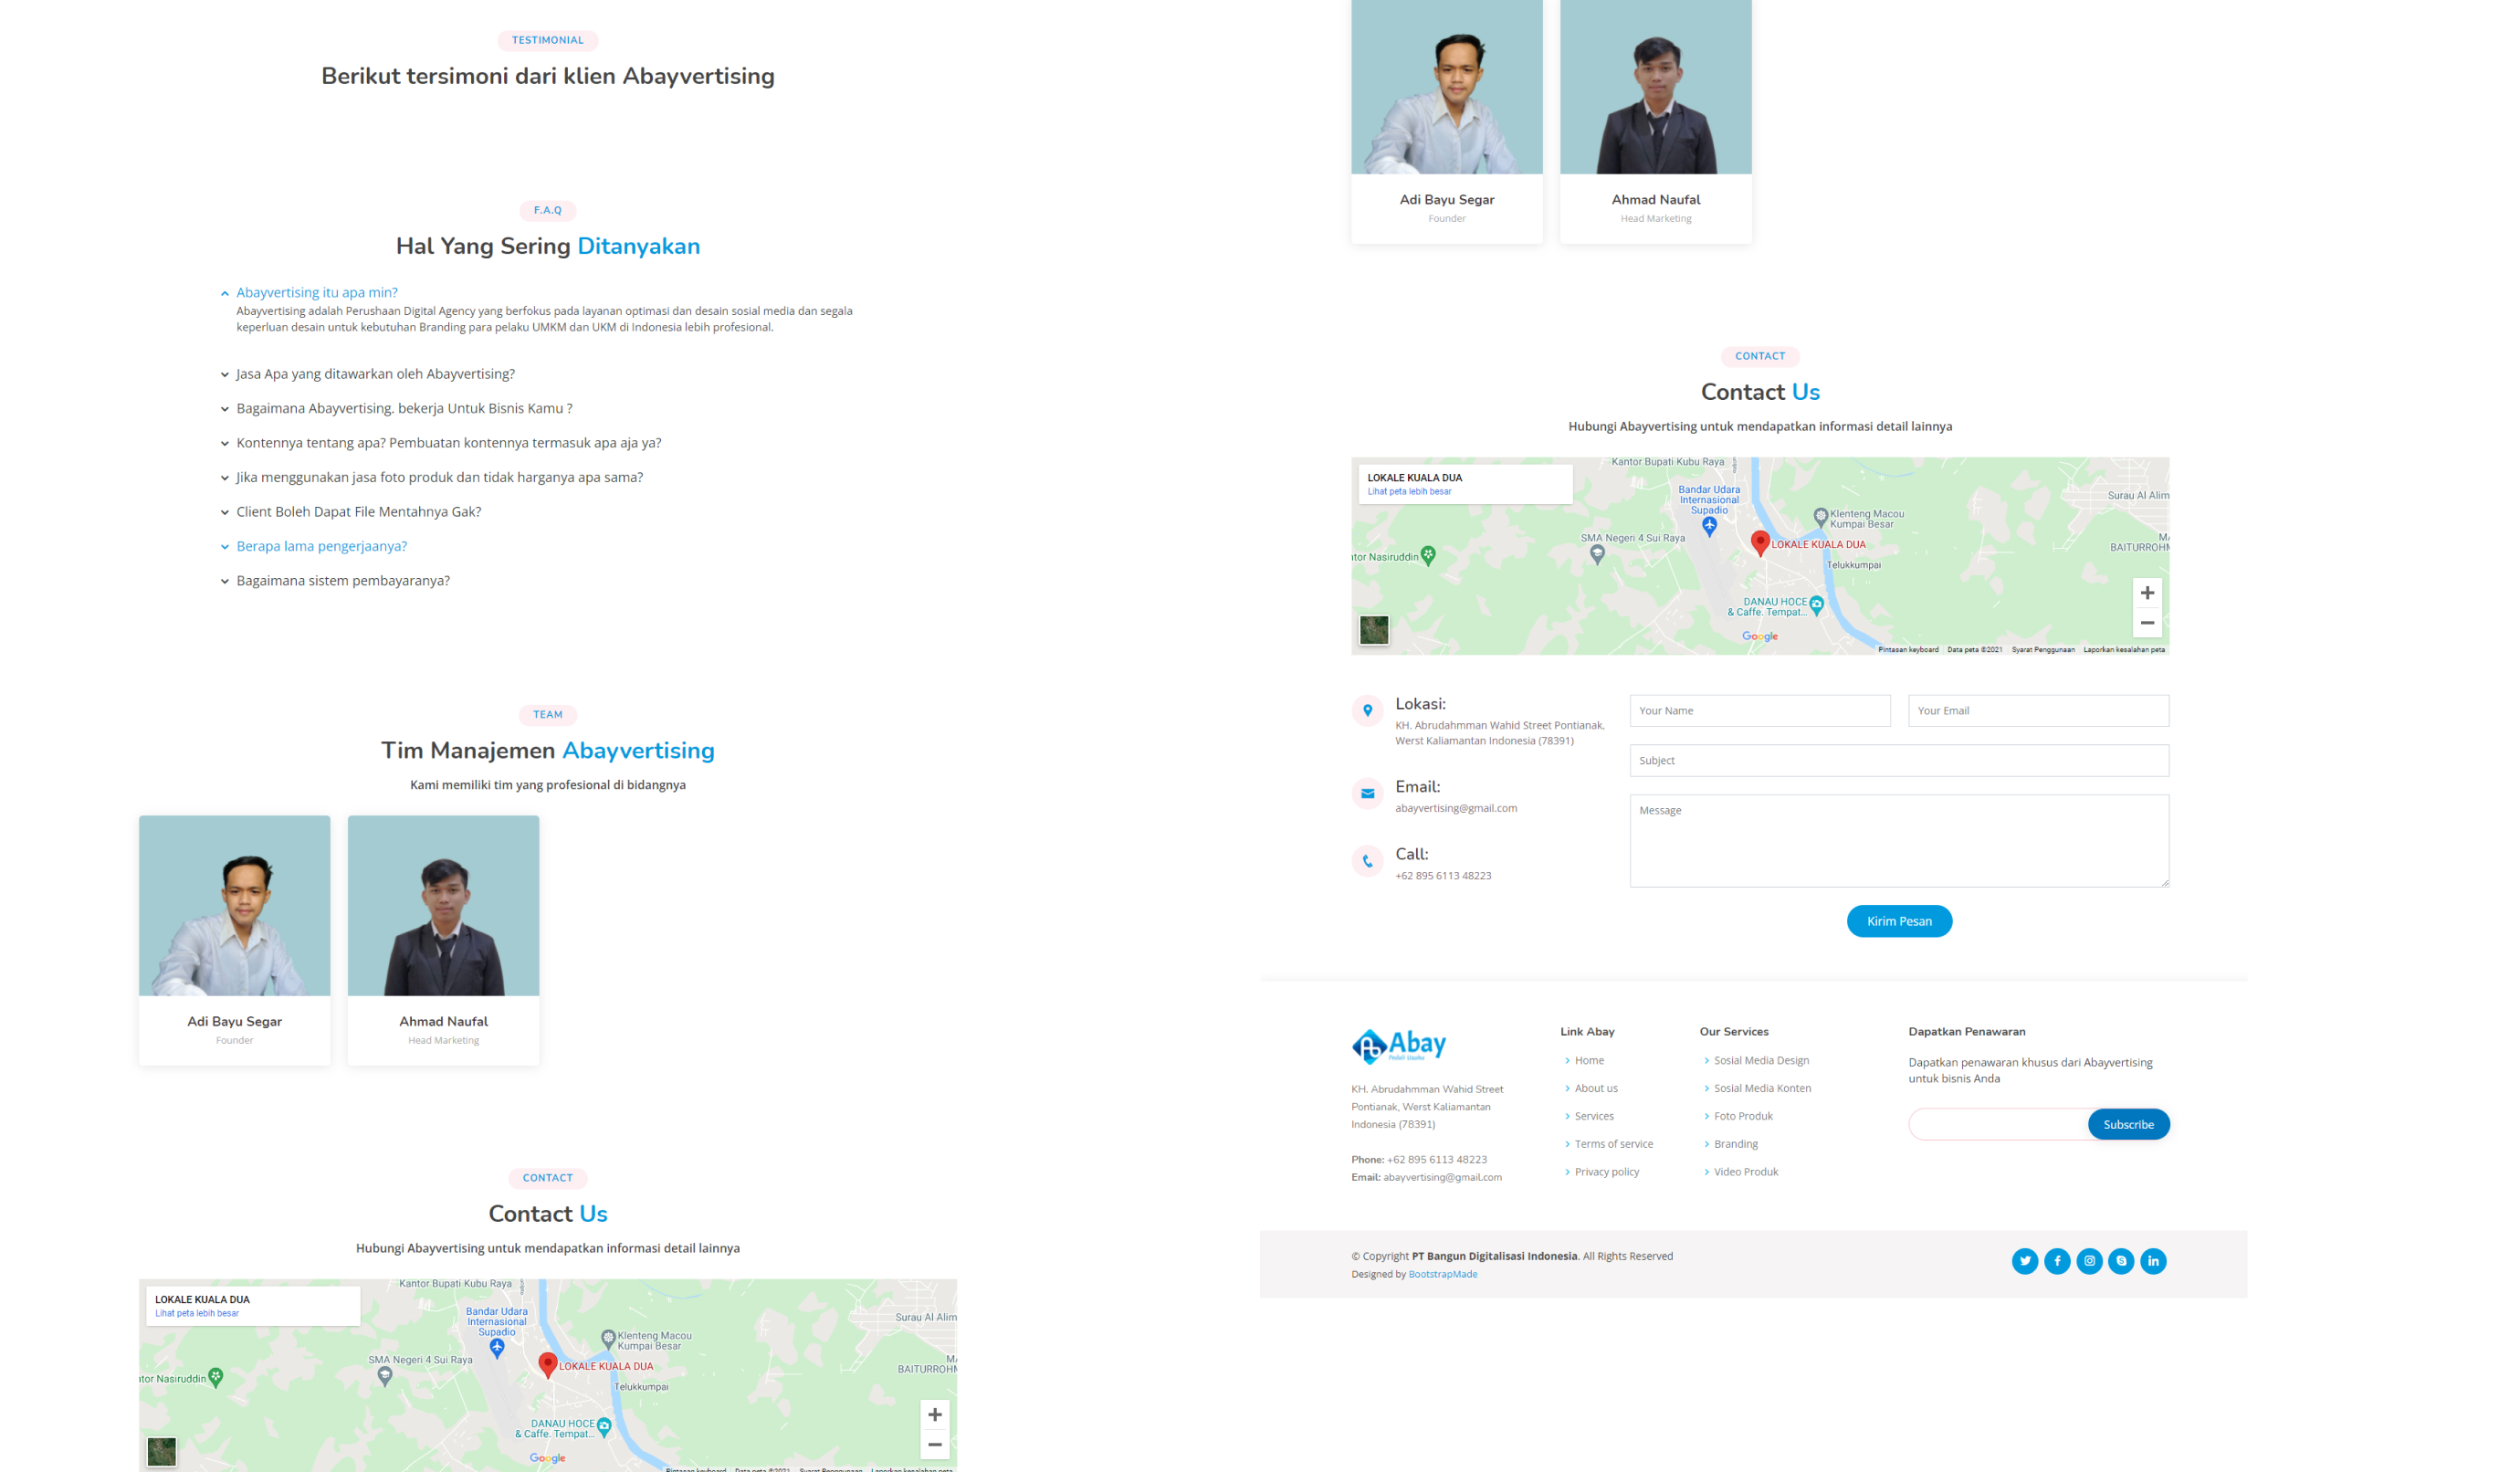 TESTIMONIAL
Berikut tersimoni dari klien Abayvertising
F.A.Q
Hal Yang Sering Ditanyakan
Abayvertising itu apa min?
Abayvertising adalah Perushaan Digital Agency yang berfokus pada layanan optimasi dan desain sosial media dan segala
keperluan desain untuk kebutuhan Branding para pelaku UMKM dan UKM di Indonesia lebih profesional.
Jasa Apa yang ditawarkan oleh Abayvertising?
Bagaimana Abayvertising. bekerja Untuk Bisnis Kamu ?
Kontennya tentang apa? Pembuatan kontennya termasuk apa aja ya?
Jika menggunakan jasa foto produk dan tidak harganya apa sama?
Client Boleh Dapat File Mentahnya Gak?
Berapa lama pengerjaanya?
Bagaimana sistem pembayaranya?
TEAM
Tim Manajemen Abayvertising
Kami memiliki tim yang profesional di bidangnya
Adi Bayu Segar
Founder
Ahmad Naufal
Head Marketing
CONTACT
Contact Us
Hubungi Abayvertising untuk mendapatkan informasi detail lainnya
LOKALE KUALA DUA
Lihat peta lebih besar
Kantor Bupati Kubu Raya
Bandar Udara
Internasional
Supadio
Surau Al Alim
Klenteng Macou
Kumpai Besar
SMA Negeri 4 Sui Raya
LOKALE KUALA DUA
ntor Nasiruddin
BAITURROHM
Telukkumpai
DANAU HOCE
& Caffe. Tempat...
Google
Pintasan keyboard Data peta ©2021 Syarat Penggunaan Laporkan kesalahan peta
Adi Bayu Segar
Founder
Ahmad Naufal
Head Marketing
CONTACT
Contact Us
Hubungi Abayvertising untuk mendapatkan informasi detail lainnya
LOKALE KUALA DUA
Lihat peta lebih besar
Kantor Bupati Kubu Raya
Bandar Udara
Internasional
Supadio
Surau Al Alim
Klenteng Macou
Kumpai Besar
SMA Negeri 4 Sui Raya
LOKALE KUALA DUA
ntor Nasiruddin
MA
BAITURROHM
Telukkumpai
DANAU HOCE
& Caffe. Tempat...
Google
Pintasan keyboard Data peta ©2021 Syarat Penggunaan Laporkan kesalahan peta
Lokasi:
KH. Abrudahmman Wahid Street Pontianak,
Werst Kaliamantan Indonesia (78391)
Email:
abayvertising@gmail.com
Call:
+62 895 6113 48223
Your Name
Your Email
Subject
Message
Kirim Pesan
Ab Abay
Peduli Usaha
KH. Abrudahmman Wahid Street
Pontianak, Werst Kaliamantan
Indonesia (78391)
Phone: +62 895 6113 48223
Email: abayvertising@gmail.com
Link Abay
Home
About us
Services
Terms of service
Privacy policy
Our Services
Sosial Media Design
Sosial Media Konten
Foto Produk
Branding
Video Produk
Dapatkan Penawaran
Dapatkan penawaran khusus dari Abayvertising
untuk bisnis Anda
Subscribe
© Copyright PT Bangun Digitalisasi Indonesia. All Rights Reserved
Designed by BootstrapMade